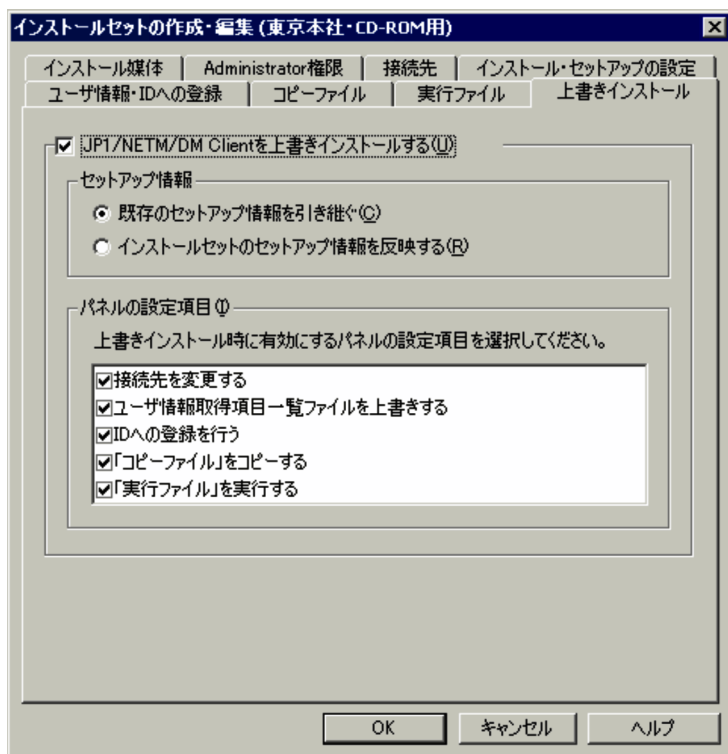 インストールセットの作成・編集 (東京本社・CD-ROM用)
インストール媒体 Administrator権限 接続先 インストール・セットアップの設定
ユーザ情報・IDへの登録 コピーファイル 実行ファイル 上書きインストール
JP1/NETM/DM Clientを上書きインストールする(U)
セットアップ情報
既存のセットアップ情報を引き継ぐ(C)
インストールセットのセットアップ情報を反映する(R)
パネルの設定項目(I)
上書きインストール時に有効にするパネルの設定項目を選択してください。
接続先を変更する
ユーザ情報取得項目一覧ファイルを上書きする
IDへの登録を行う
「コピーファイル」をコピーする
「実行ファイル」を実行する
OK キャンセル ヘルプ